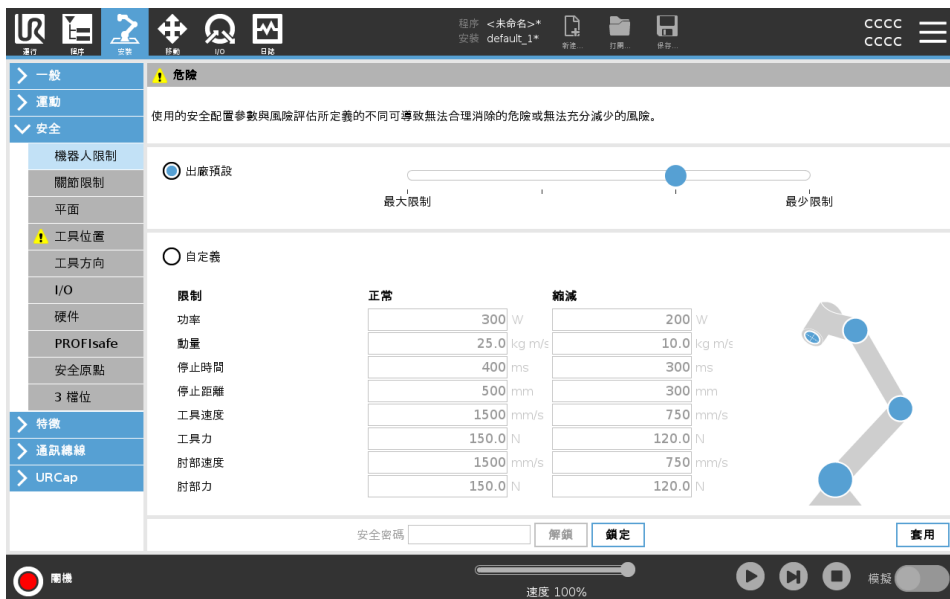 程序 <未命名>*
安裝 default_1*
CCCC
CCCC
運行 程序 安裝 移動 I/O 日誌 新建... 打開... 保存...
一般
運動
安全
機器人限制
關節限制
平面
工具位置
工具方向
I/O
硬件
PROFIsafe
安全原點
3 檔位
特徵
通訊總線
URCap
危險
使用的安全配置參數與風險評估所定義的不同可導致無法合理消除的危險或無法充分減少的風險。
出廠預設
最大限制 最少限制
自定義
限制 正常 縮減
功率 300 W 200 W
動量 25.0 kg m/s 10.0 kg m/s
停止時間 400 ms 300 ms
停止距離 500 mm 300 mm
工具速度 1500 mm/s 750 mm/s
工具力 150.0 N 120.0 N
肘部速度 1500 mm/s 750 mm/s
肘部力 150.0 N 120.0 N
安全密碼 解鎖 鎖定 套用
關機
速度 100%
模擬